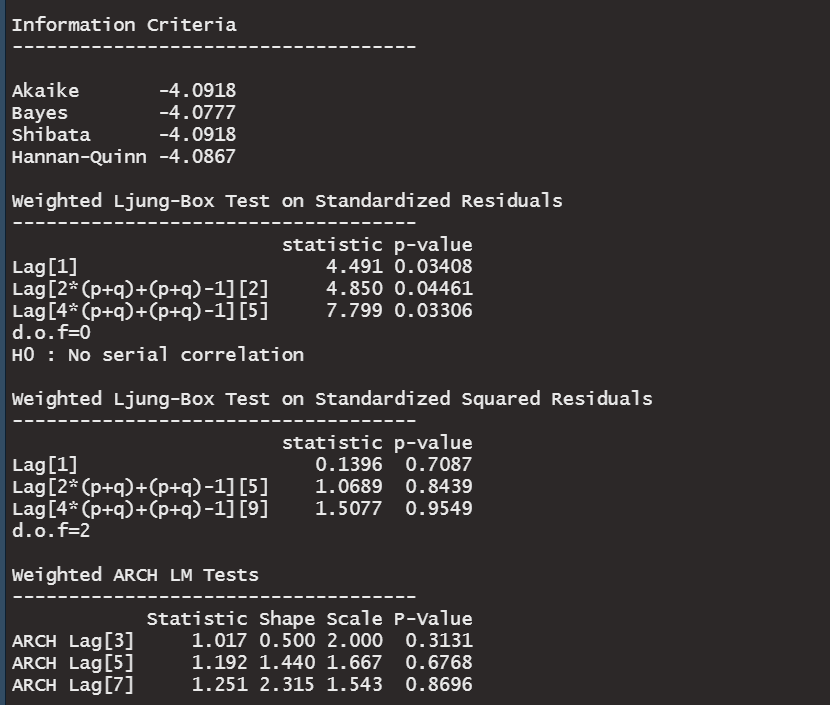 Information Criteria
------------------------------------
Akaike       -4.0918
Bayes        -4.0777
Shibata      -4.0918
Hannan-Quinn -4.0867
Weighted Ljung-Box Test on Standardized Residuals
------------------------------------
                        statistic p-value
Lag[1]                      4.491 0.03408
Lag[2*(p+q)+(p+q)-1][2]     4.850 0.04461
Lag[4*(p+q)+(p+q)-1][5]     7.799 0.03306
d.o.f=0
H0 : No serial correlation
Weighted Ljung-Box Test on Standardized Squared Residuals
------------------------------------
                        statistic p-value
Lag[1]                     0.1396  0.7087
Lag[2*(p+q)+(p+q)-1][5]    1.0689  0.8439
Lag[4*(p+q)+(p+q)-1][9]    1.5077  0.9549
d.o.f=2
Weighted ARCH LM Tests
------------------------------------
            Statistic Shape Scale P-Value
ARCH Lag[3]     1.017 0.500 2.000  0.3131
ARCH Lag[5]     1.192 1.440 1.667  0.6768
ARCH Lag[7]     1.251 2.315 1.543  0.8696